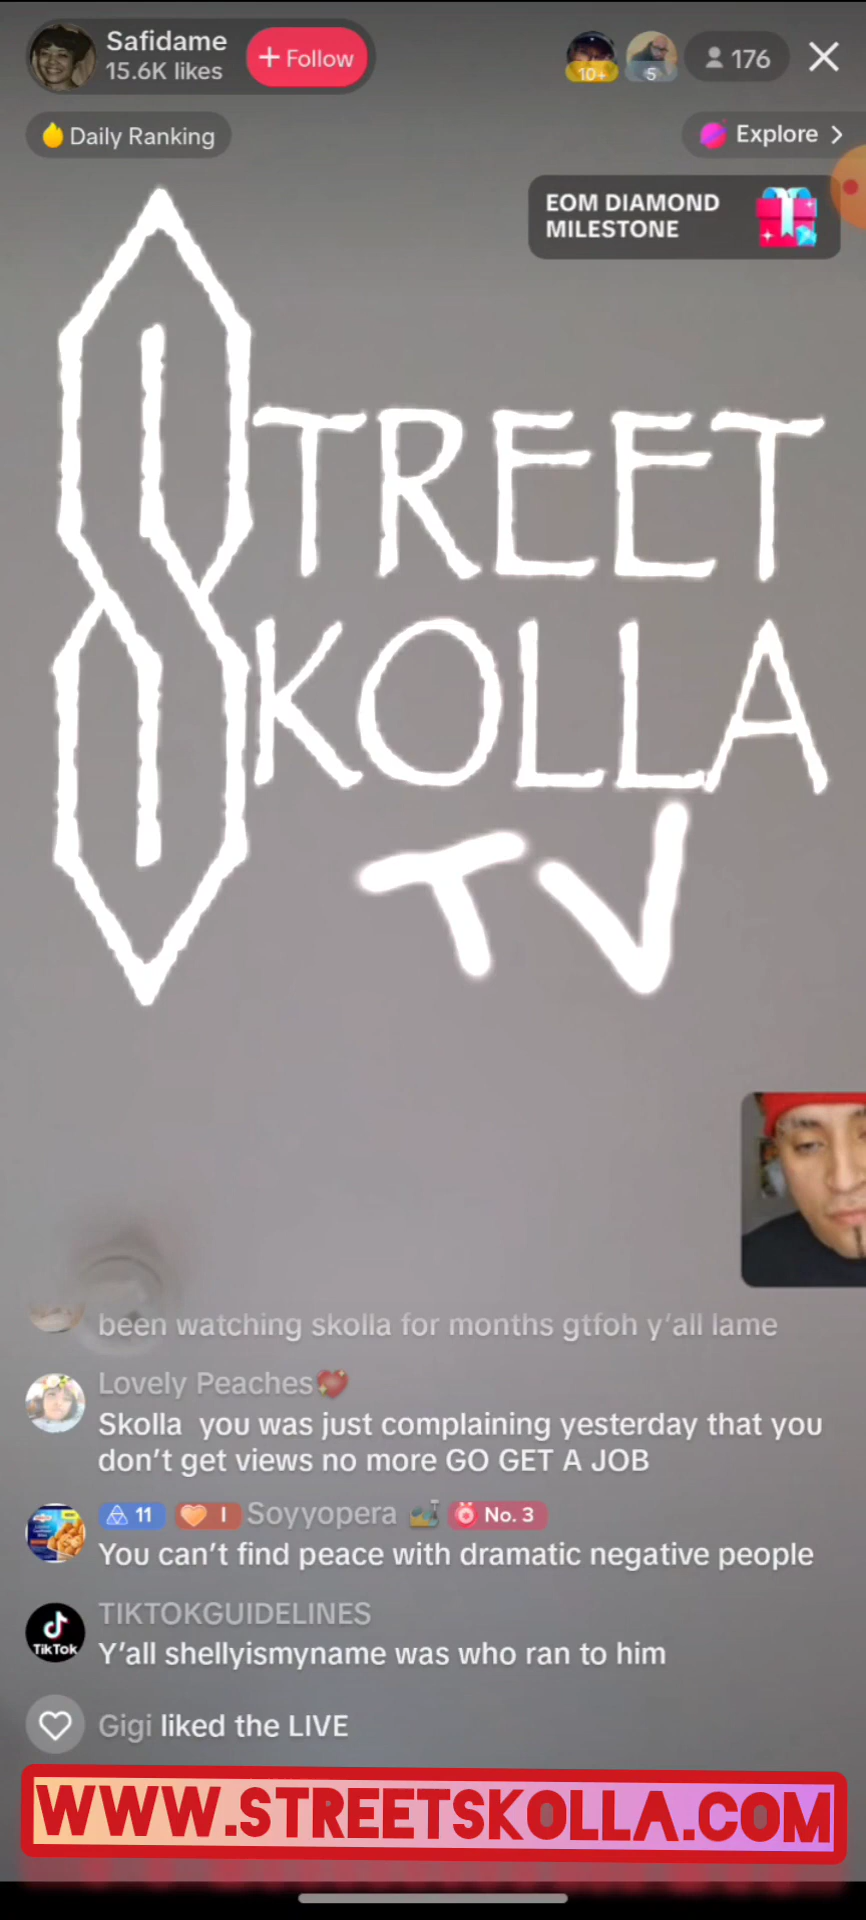 Safidame
15.6K likes
+ Follow
10+
5
176
Daily Ranking
Explore
EOM DIAMOND
MILESTONE
STREET
SKOLLA
TV
been watching skolla for months gtfoh y'all lame
Lovely Peaches
Skolla you was just complaining yesterday that you
don't get views no more GO GET A JOB
11 I Soyyopera No. 3
You can't find peace with dramatic negative people
TikTok
TIKTOKGUIDELINES
Y'all shellyismyname was who ran to him
Gigi liked the LIVE
WWW.STREETSKOLLA.COM